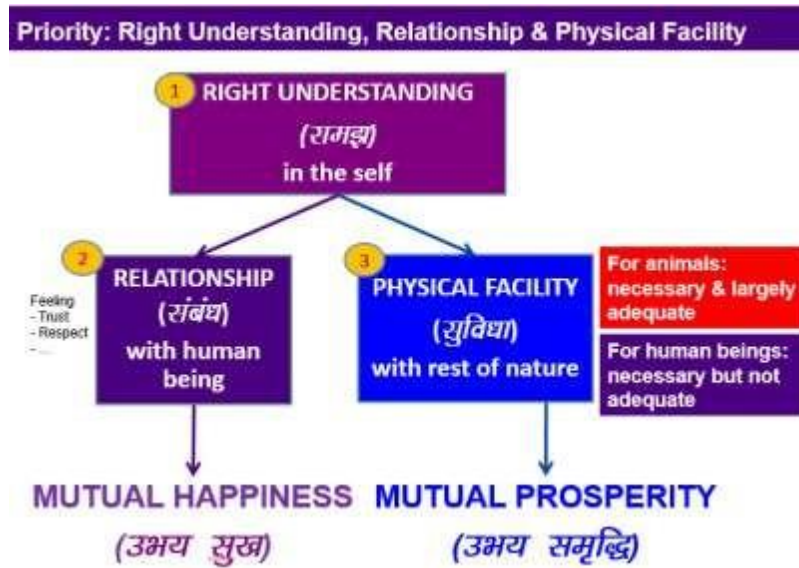 Priority: Right Understanding, Relationship & Physical Facility
1
RIGHT UNDERSTANDING
(रामझ)
in the self
2
RELATIONSHIP
(संबंध)
with human
being
Feeling
- Trust
- Respect
- ...
3
PHYSICAL FACILITY
(सुविधा)
with rest of nature
For animals:
necessary & largely
adequate
For human beings:
necessary but not
adequate
MUTUAL HAPPINESS
(उभय सुख)
MUTUAL PROSPERITY
(उभय समृद्धि)